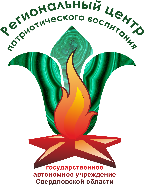 Региональный центр
патриотического воспитания
государственное
автономное учреждение
Свердловской области